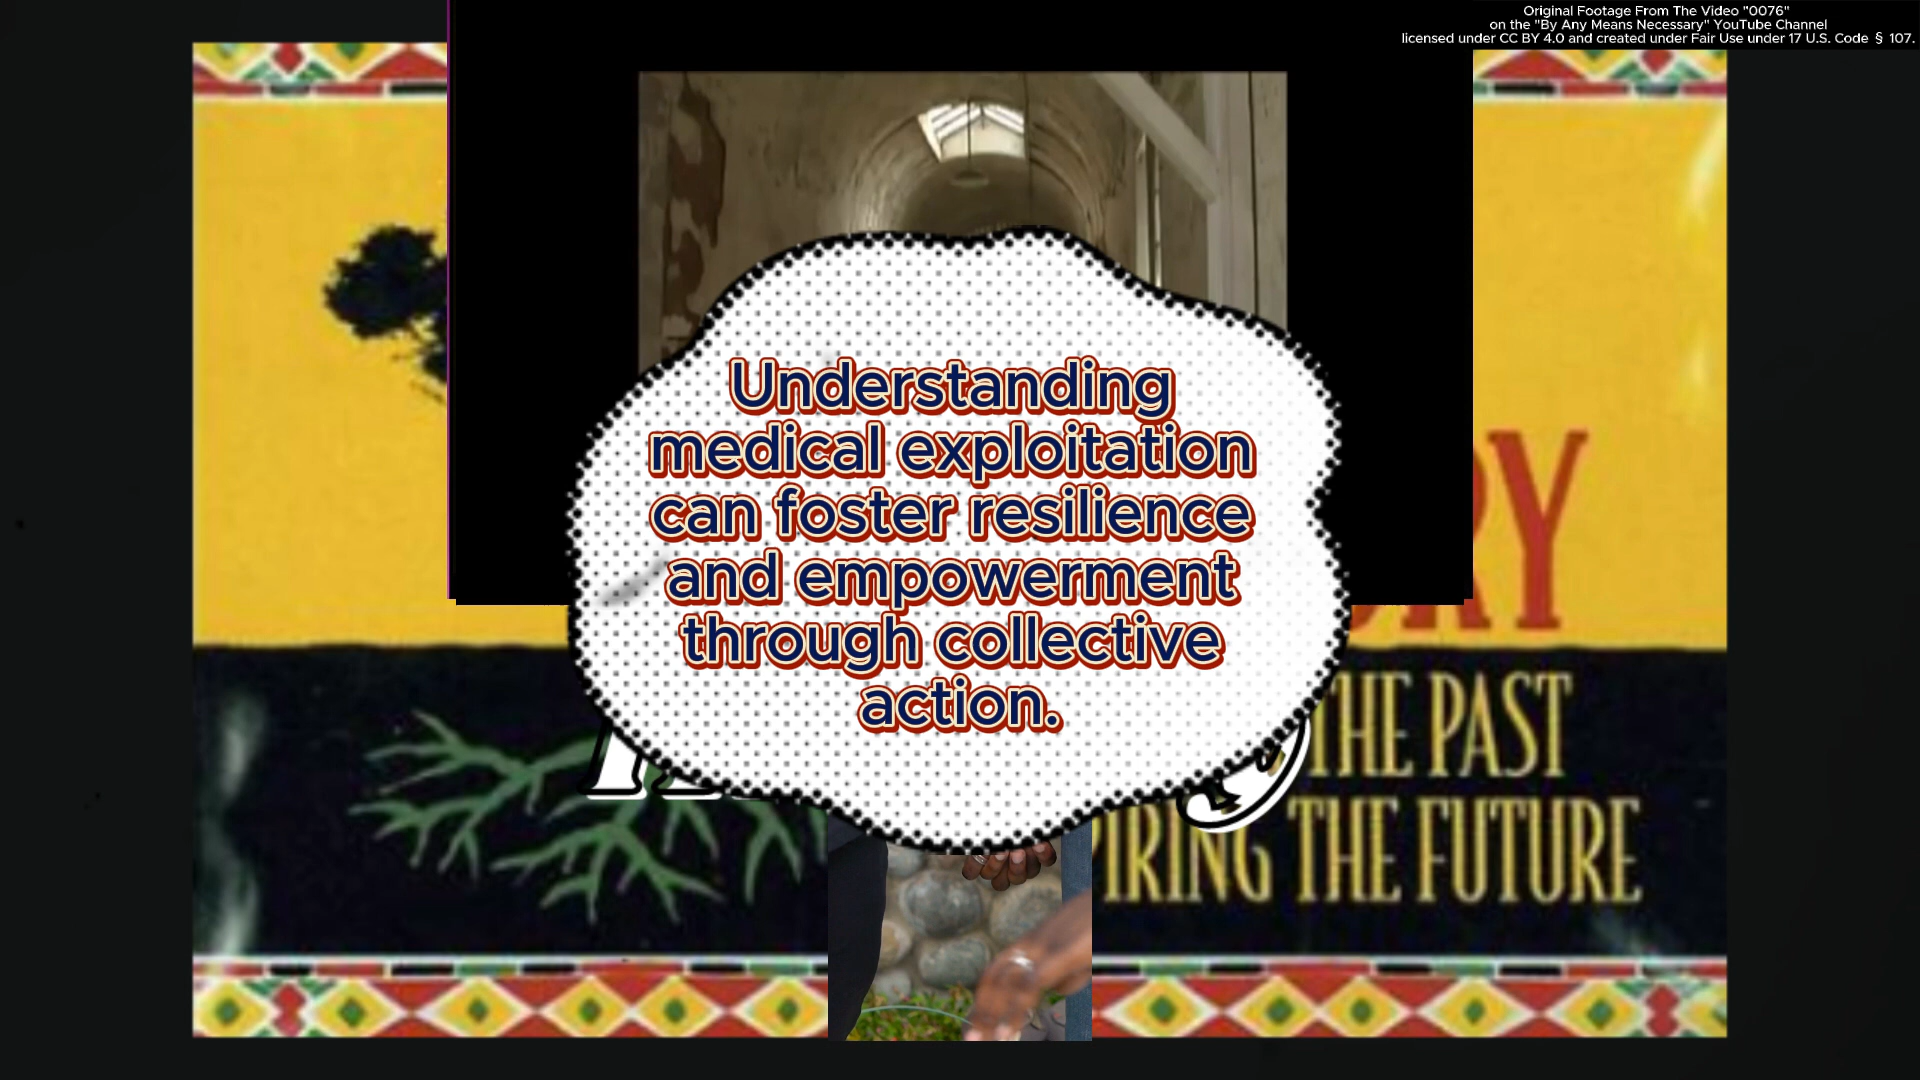 Original Footage From The Video "0076"
on the "By Any Means Necessary" YouTube Channel
licensed under CC BY 4.0 and created under Fair Use under 17 U.S. Code § 107.
Understanding
medical exploitation
can foster resilience
and empowerment
through collective
action.
RY
THE PAST
PIRING THE FUTURE